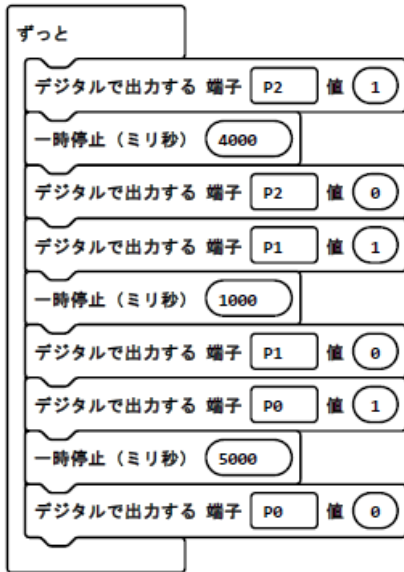 ずっと
デジタルで出力する 端子 P2 値 1
一時停止（ミリ秒） 4000
デジタルで出力する 端子 P2 値 0
デジタルで出力する 端子 P1 値 1
一時停止（ミリ秒） 1000
デジタルで出力する 端子 P1 値 0
デジタルで出力する 端子 P0 値 1
一時停止（ミリ秒） 5000
デジタルで出力する 端子 P0 値 0